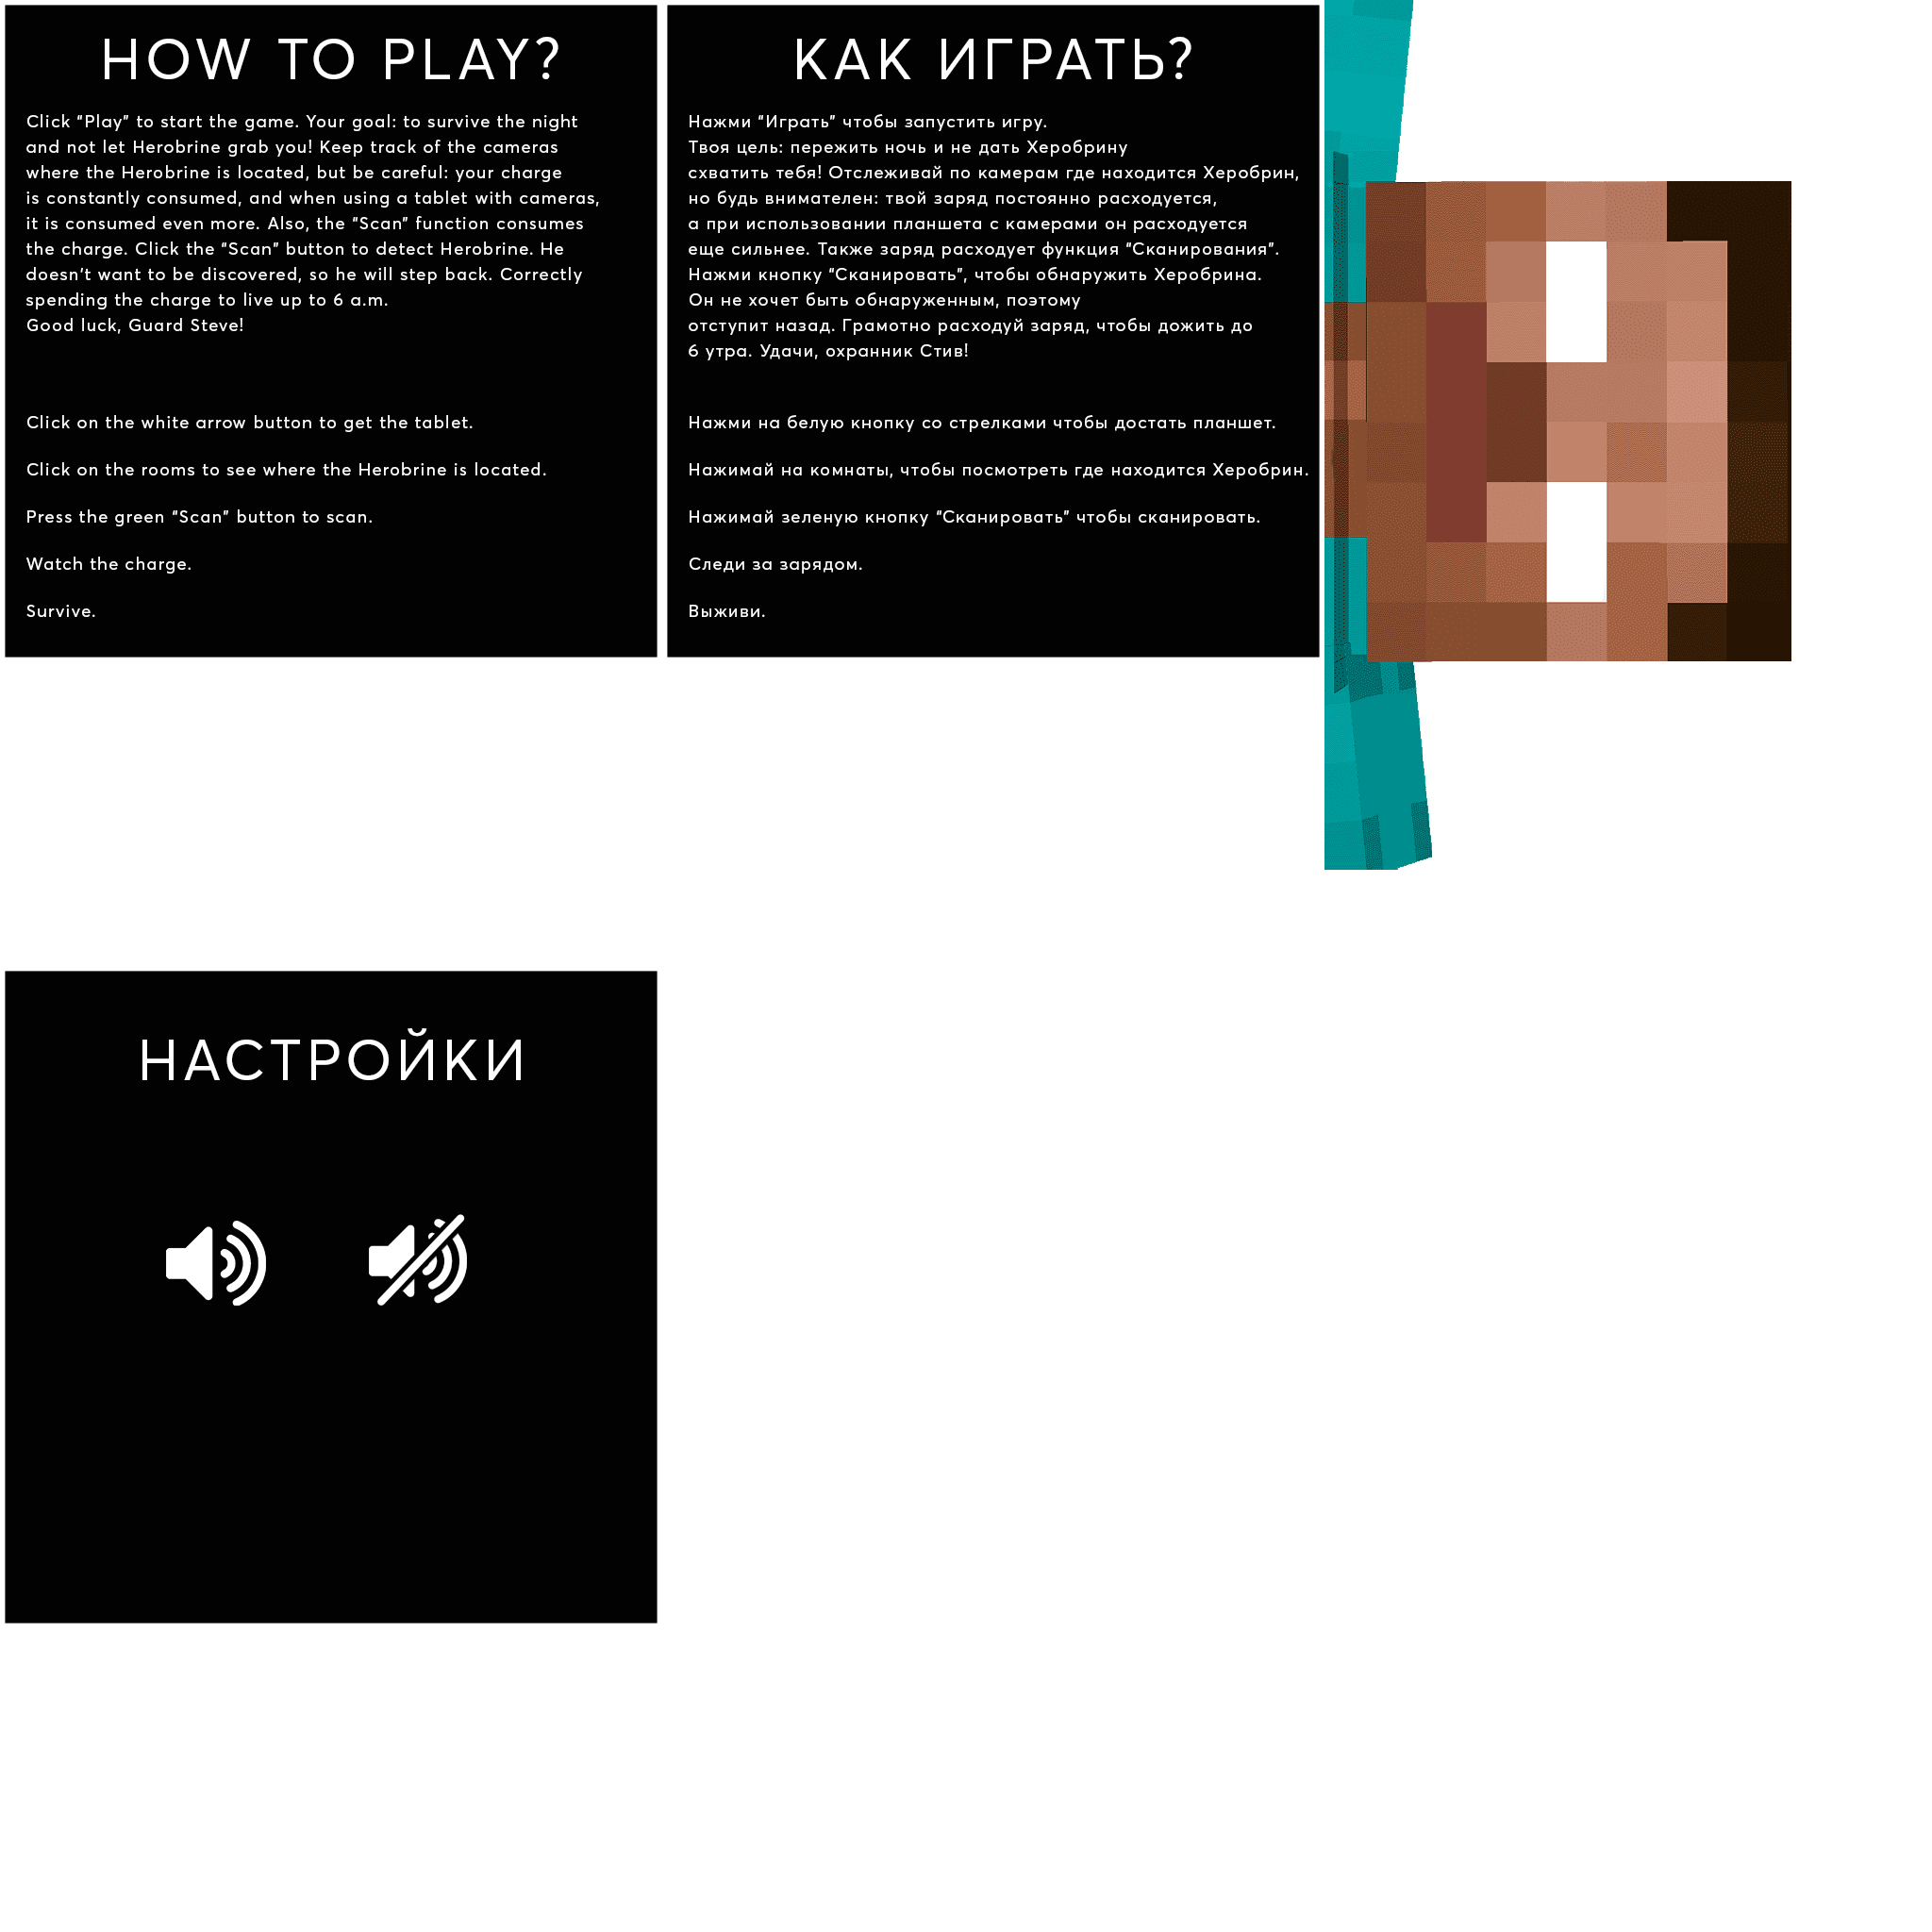 HOW TO PLAY?
Click “Play” to start the game. Your goal: to survive the night
and not let Herobrine grab you! Keep track of the cameras
where the Herobrine is located, but be careful: your charge
is constantly consumed, and when using a tablet with cameras,
it is consumed even more. Also, the “Scan” function consumes
the charge. Click the “Scan” button to detect Herobrine. He
doesn’t want to be discovered, so he will step back. Correctly
spending the charge to live up to 6 a.m.
Good luck, Guard Steve!
Click on the white arrow button to get the tablet.
Click on the rooms to see where the Herobrine is located.
Press the green “Scan” button to scan.
Watch the charge.
Survive.
КАК ИГРАТЬ?
Нажми “Играть” чтобы запустить игру.
Твоя цель: пережить ночь и не дать Херобрину
схватить тебя! Отслеживай по камерам где находится Херобрин,
но будь внимателен: твой заряд постоянно расходуется,
а при использовании планшета с камерами он расходуется
еще сильнее. Также заряд расходует функция “Сканирования”.
Нажми кнопку “Сканировать”, чтобы обнаружить Херобрина.
Он не хочет быть обнаруженным, поэтому
отступит назад. Грамотно расходуй заряд, чтобы дожить до
6 утра. Удачи, охранник Стив!
Нажми на белую кнопку со стрелками чтобы достать планшет.
Нажимай на комнаты, чтобы посмотреть где находится Херобрин.
Нажимай зеленую кнопку “Сканировать” чтобы сканировать.
Следи за зарядом.
Выживи.
НАСТРОЙКИ